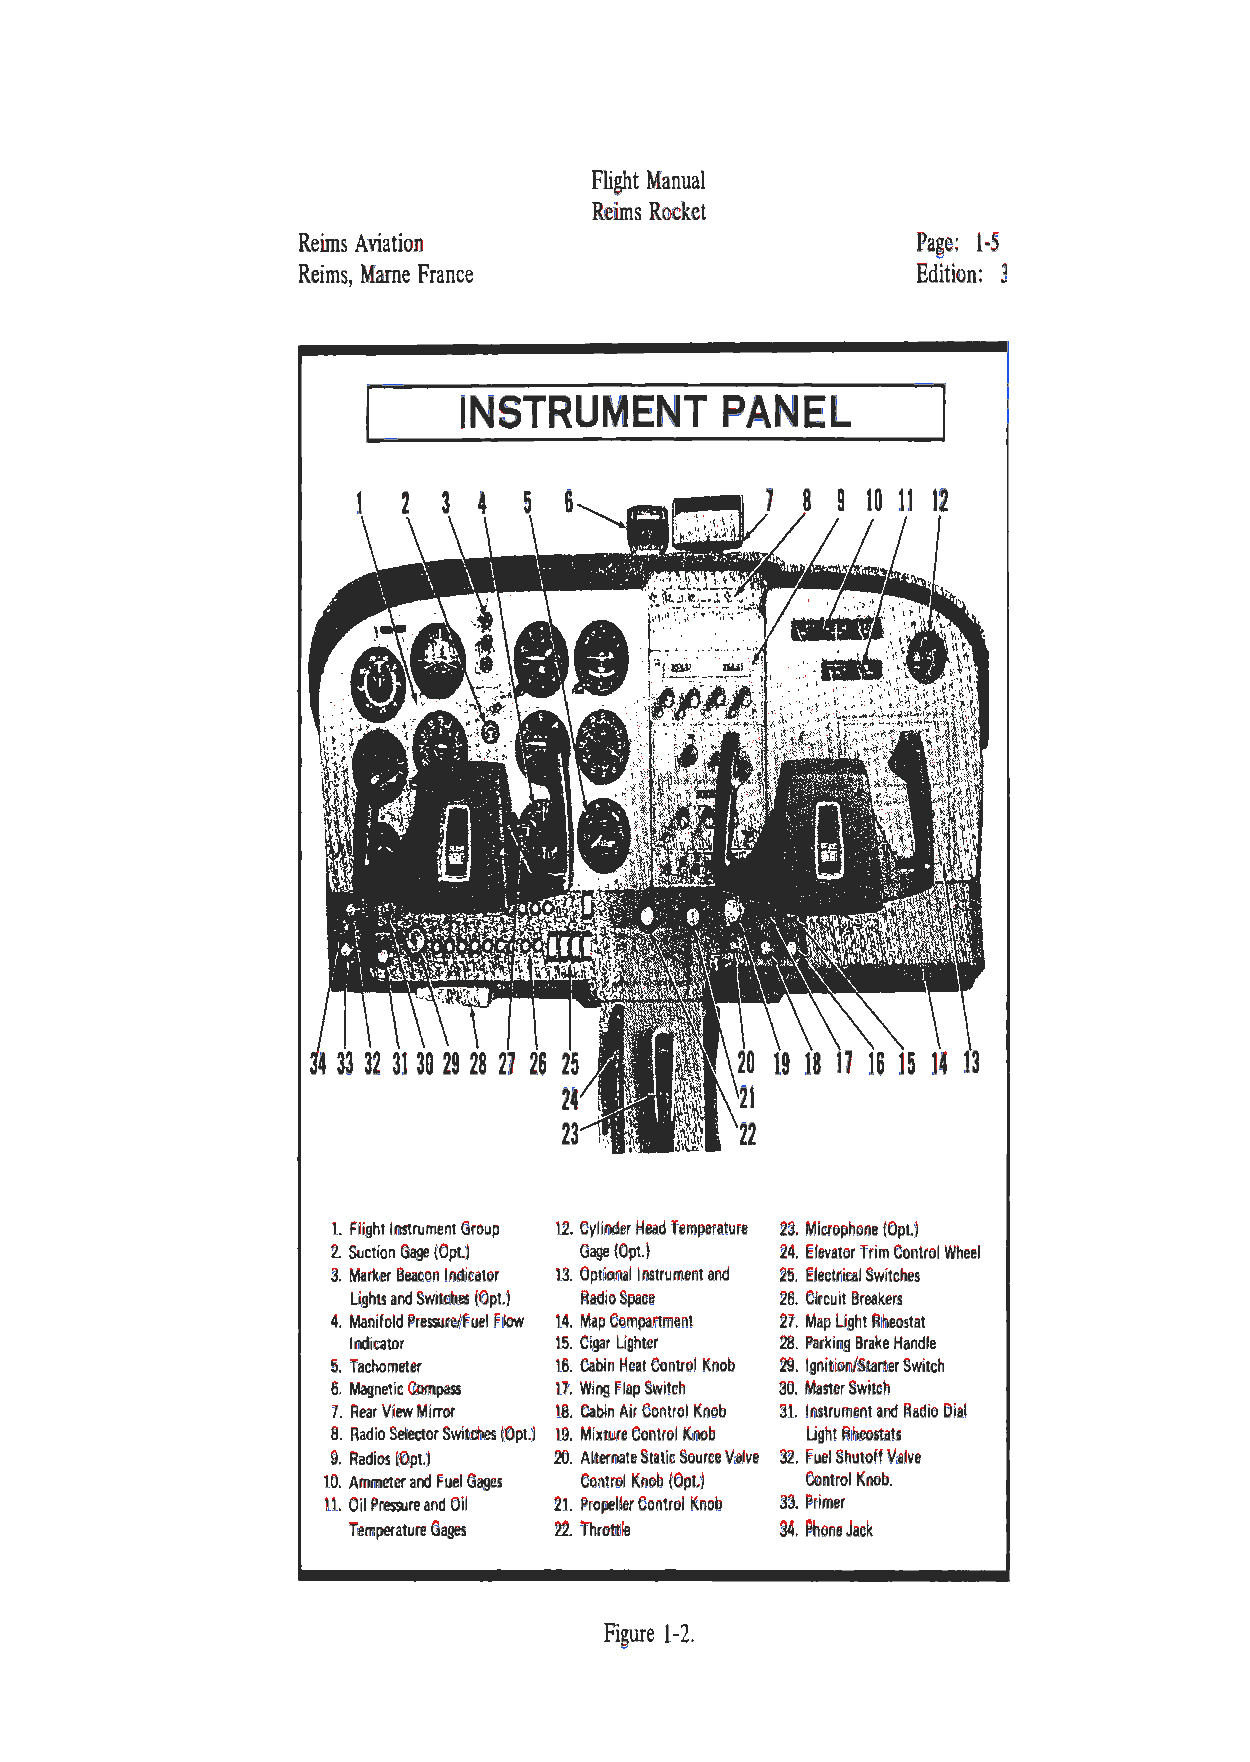 Flight Manual
Reims Rocket
Reims Aviation
Page: 1-5
Reims, Marne France
Edition: 3
INSTRUMENT PANEL
1 2 3 4 5 6 7 8 9 10 11 12
34 33 32 31 30 29 28 27 26 25 20 19 18 17 16 15 14 13
24 21
23 22
1. Flight Instrument Group
2. Suction Gage (Opt.)
3. Marker Beacon Indicator
Lights and Switches (Opt.)
4. Manifold Pressure/Fuel Flow
Indicator
5. Tachometer
6. Magnetic Compass
7. Rear View Mirror
8. Radio Selector Switches (Opt.)
9. Radios (Opt.)
10. Ammeter and Fuel Gages
11. Oil Pressure and Oil
Temperature Gages
12. Cylinder Head Temperature
Gage (Opt.)
13. Optional Instrument and
Radio Space
14. Map Compartment
15. Cigar Lighter
16. Cabin Heat Control Knob
17. Wing Flap Switch
18. Cabin Air Control Knob
19. Mixture Control Knob
20. Alternate Static Source Valve
Control Knob (Opt.)
21. Propeller Control Knob
22. Throttle
23. Microphone (Opt.)
24. Elevator Trim Control Wheel
25. Electrical Switches
26. Circuit Breakers
27. Map Light Rheostat
28. Parking Brake Handle
29. Ignition/Starter Switch
30. Master Switch
31. Instrument and Radio Dial
Light Rheostats
32. Fuel Shutoff Valve
Control Knob.
33. Primer
34. Phone Jack
Figure 1-2.